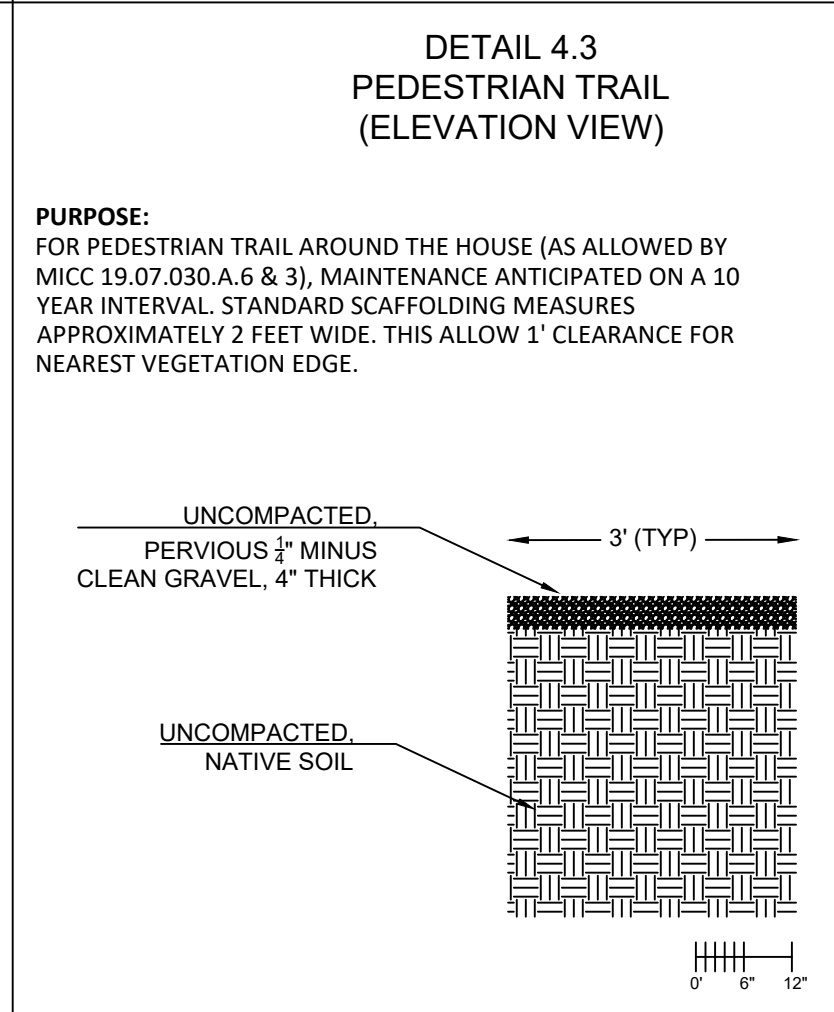 DETAIL 4.3
PEDESTRIAN TRAIL
(ELEVATION VIEW)
PURPOSE:
FOR PEDESTRIAN TRAIL AROUND THE HOUSE (AS ALLOWED BY
MICC 19.07.030.A.6 & 3), MAINTENANCE ANTICIPATED ON A 10
YEAR INTERVAL. STANDARD SCAFFOLDING MEASURES
APPROXIMATELY 2 FEET WIDE. THIS ALLOW 1' CLEARANCE FOR
NEAREST VEGETATION EDGE.
UNCOMPACTED,
PERVIOUS 1/4" MINUS
CLEAN GRAVEL, 4" THICK
3' (TYP)
UNCOMPACTED,
NATIVE SOIL
0' 6" 12"